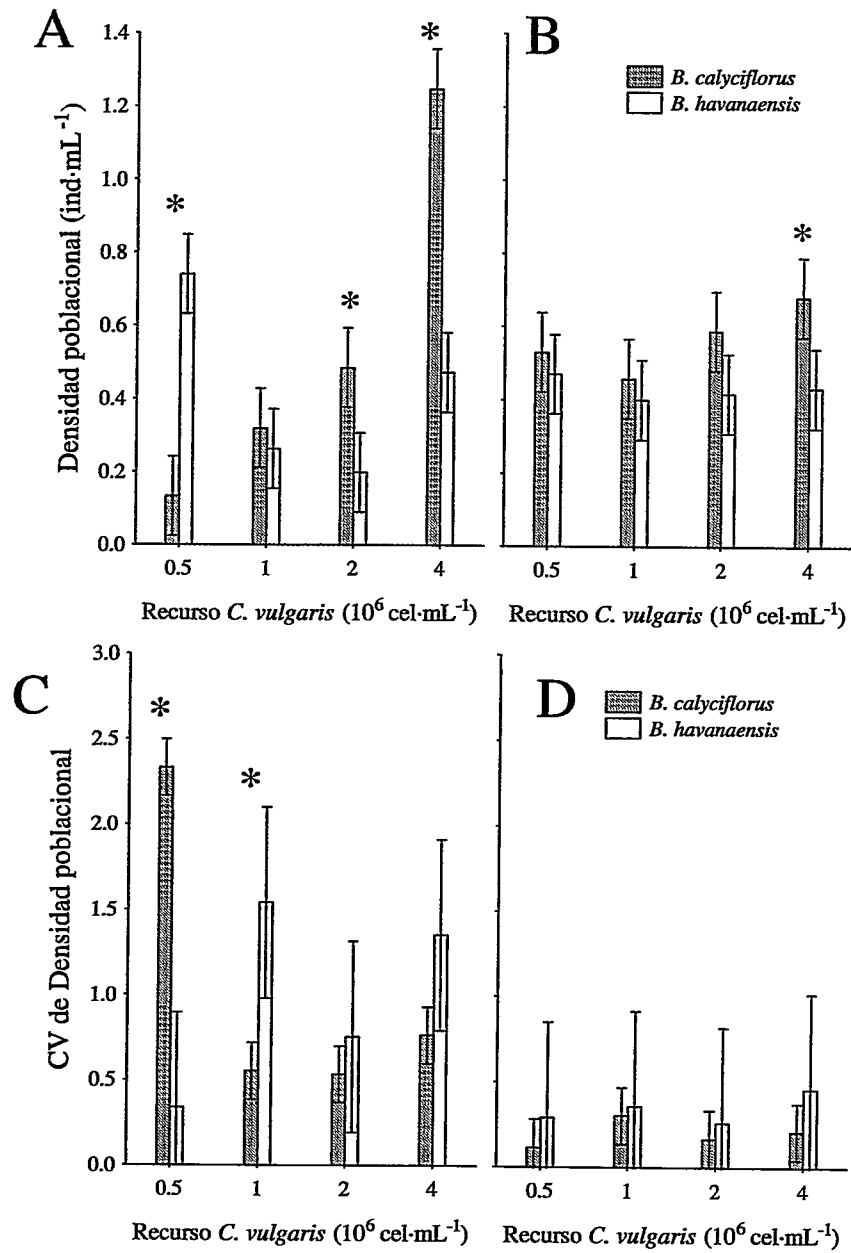 A
B
Densidad poblacional (ind·mL⁻¹)
1.4
1.2
1.0
0.8
0.6
0.4
0.2
0.0
*
*
*
*
B. calyciflorus
B. havanaensis
0.5 1 2 4
0.5 1 2 4
Recurso C. vulgaris (10⁶ cel·mL⁻¹)
Recurso C. vulgaris (10⁶ cel·mL⁻¹)
C
D
CV de Densidad poblacional
3.0
2.5
2.0
1.5
1.0
0.5
0.0
*
*
B. calyciflorus
B. havanaensis
0.5 1 2 4
0.5 1 2 4
Recurso C. vulgaris (10⁶ cel·mL⁻¹)
Recurso C. vulgaris (10⁶ cel·mL⁻¹)